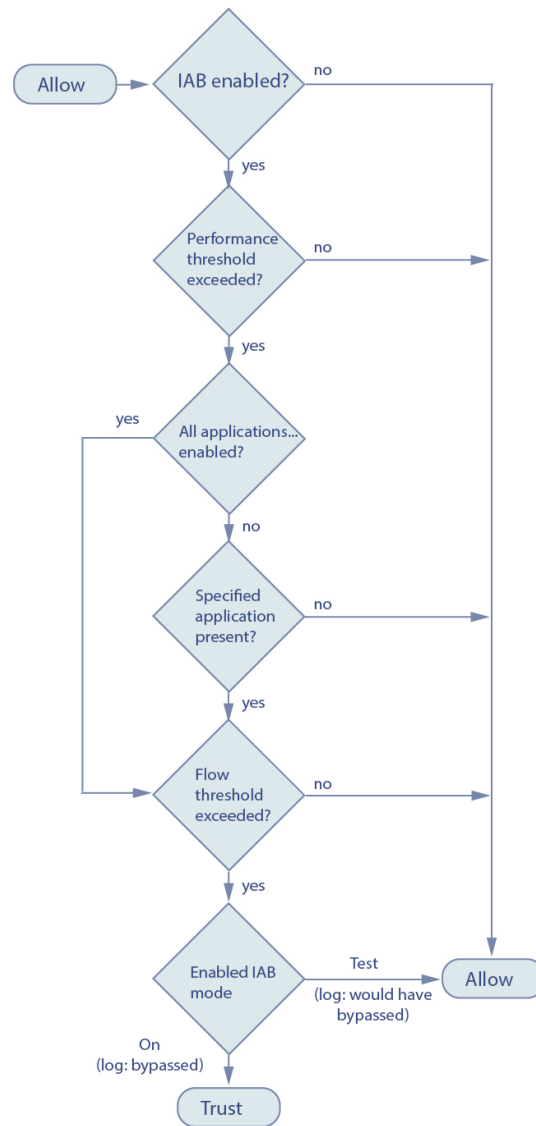 Allow
IAB enabled?
no
yes
Performance
threshold
exceeded?
no
yes
yes
All applications...
enabled?
no
Specified
application
present?
no
yes
Flow
threshold
exceeded?
no
yes
Enabled IAB
mode
Test
(log: would have
bypassed)
Allow
On
(log: bypassed)
Trust